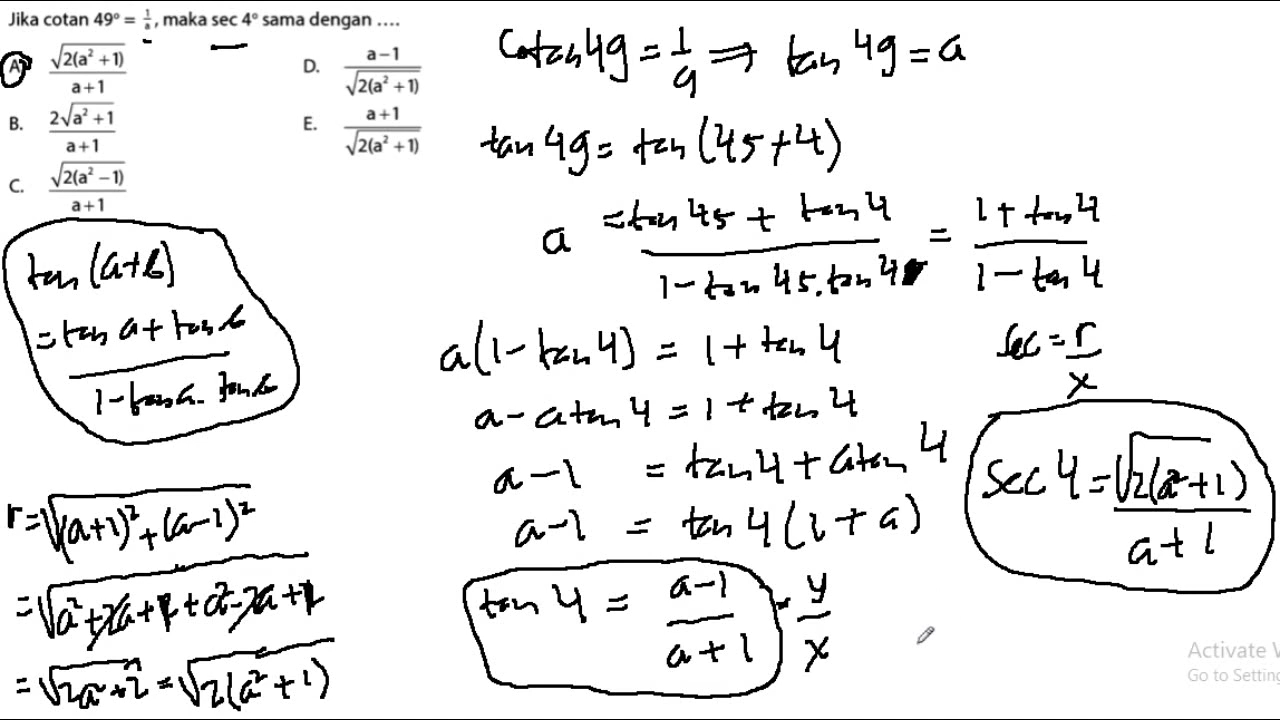 Jika cotan 49° = 1/a, maka sec 4° sama dengan ....
A. √(2(a² + 1)) / (a + 1)
B. 2√(a² + 1) / (a + 1)
C. √(2(a² − 1)) / (a + 1)
D. (a − 1) / √(2(a² + 1))
E. (a + 1) / √(2(a² + 1))
tan (a+b)
= (tan a + tan b) / (1 - tan a . tan b)
r = √((a+1)² + (a-1)²)
= √(a² + 2a + 1 + a² - 2a + 1)
= √(2a² + 2) = √(2(a² + 1))
Cotan 49 = 1/a ⇒ tan 49 = a
tan 49 = tan (45 + 4)
a = (tan 45 + tan 4) / (1 - tan 45 . tan 4) = (1 + tan 4) / (1 - tan 4)
a(1 - tan 4) = 1 + tan 4
a - a tan 4 = 1 + tan 4
a - 1 = tan 4 + a tan 4
a - 1 = tan 4 (1 + a)
tan 4 = (a - 1) / (a + 1) = y/x
sec = r/x
Sec 4 = √(2(a² + 1)) / (a + 1)
Activate
Go to Setting